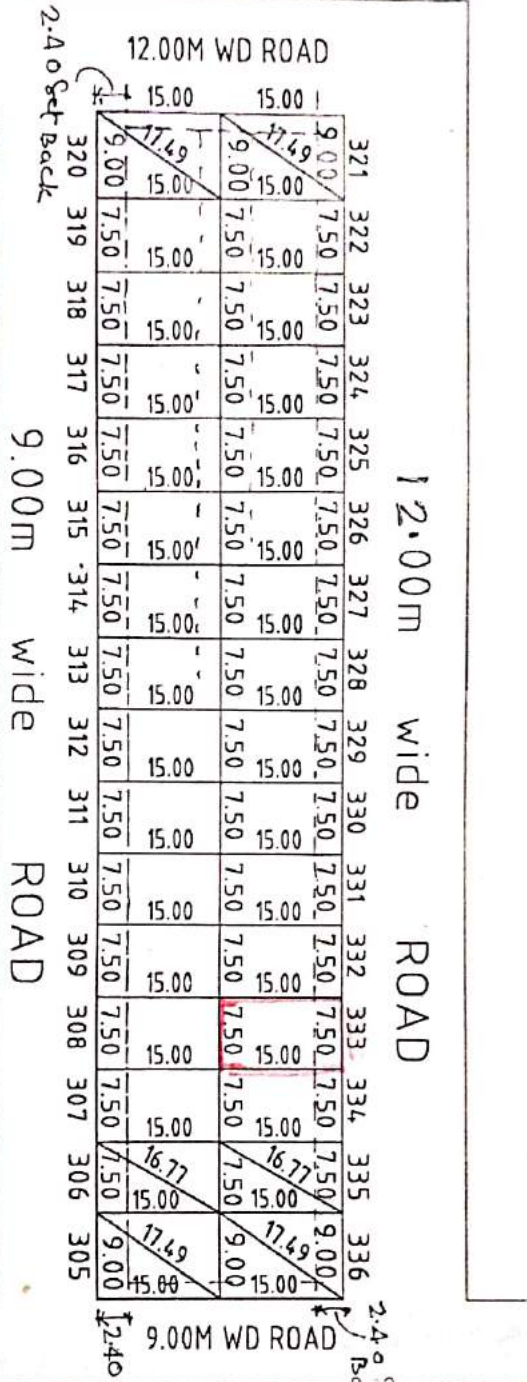 12.00M WD ROAD
2.40 Set Back
15.00 15.00
320 9.00 17.49 15.00 9.00 17.49 15.00 9.00 321
319 7.50 15.00 7.50 15.00 7.50 322
318 7.50 15.00 7.50 15.00 7.50 323
317 7.50 15.00 7.50 15.00 7.50 324
316 7.50 15.00 7.50 15.00 7.50 325
315 7.50 15.00 7.50 15.00 7.50 326
314 7.50 15.00 7.50 15.00 7.50 327
313 7.50 15.00 7.50 15.00 7.50 328
312 7.50 15.00 7.50 15.00 7.50 329
311 7.50 15.00 7.50 15.00 7.50 330
310 7.50 15.00 7.50 15.00 7.50 331
309 7.50 15.00 7.50 15.00 7.50 332
308 7.50 15.00 7.50 15.00 7.50 333
307 7.50 15.00 7.50 15.00 7.50 334
306 7.50 16.77 15.00 7.50 16.77 15.00 7.50 335
305 9.00 17.49 15.00 9.00 17.49 15.00 9.00 336
9.00m wide ROAD
12.00m wide ROAD
2.40
9.00M WD ROAD
2.40